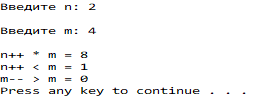 Введите n: 2
Введите m: 4
n++ * m = 8
n++ < m = 1
m-- > m = 0
Press any key to continue . . .